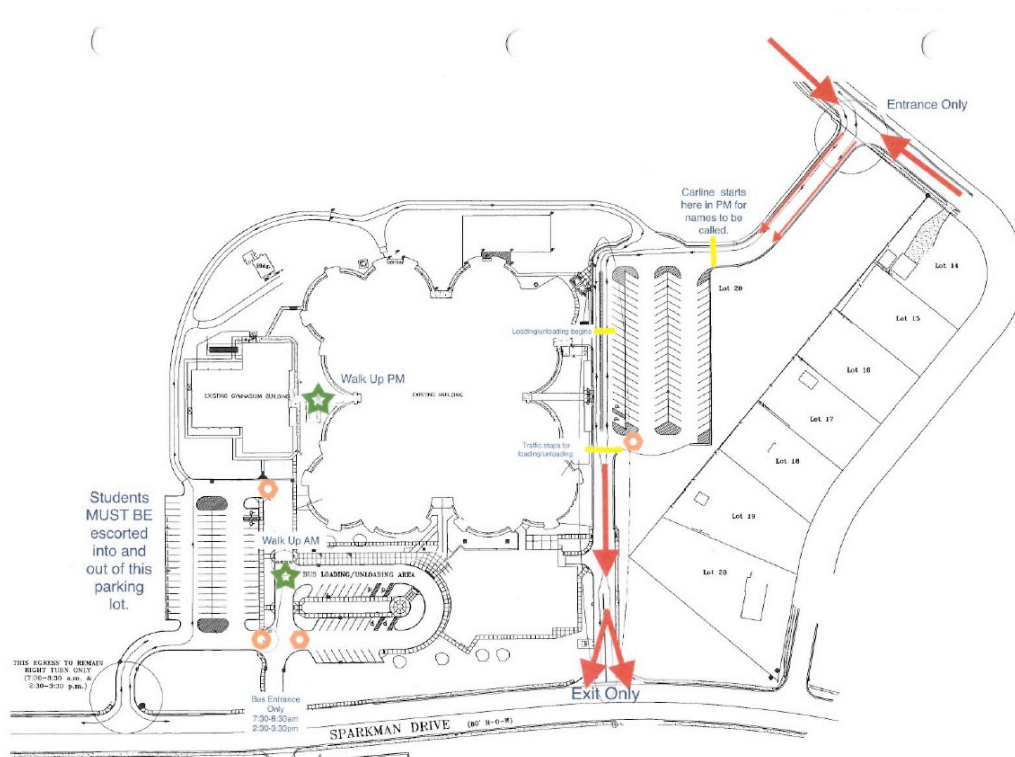 Entrance Only
Carline starts
here in PM for
names to be
called.
Lot 14
Lot 20
Bldg.
Lot 15
Loading/unloading begins
Lot 16
Walk Up PM
EXISTING GYMNASIUM BUILDING
EXISTING BUILDING
Lot 17
Traffic stops for
loading/unloading.
Lot 18
Students
MUST BE
escorted
into and
out of this
parking
lot.
Lot 19
Walk Up AM
BUS LOADING/UNLOADING AREA
Lot 20
THIS EGRESS TO REMAIN
RIGHT TURN ONLY
(7:30-8:30 a.m. &
2:30-3:30 p.m.)
Exit Only
Bus Entrance
Only
7:30-8:30am
2:30-3:30pm
SPARKMAN DRIVE (80' R-O-W)